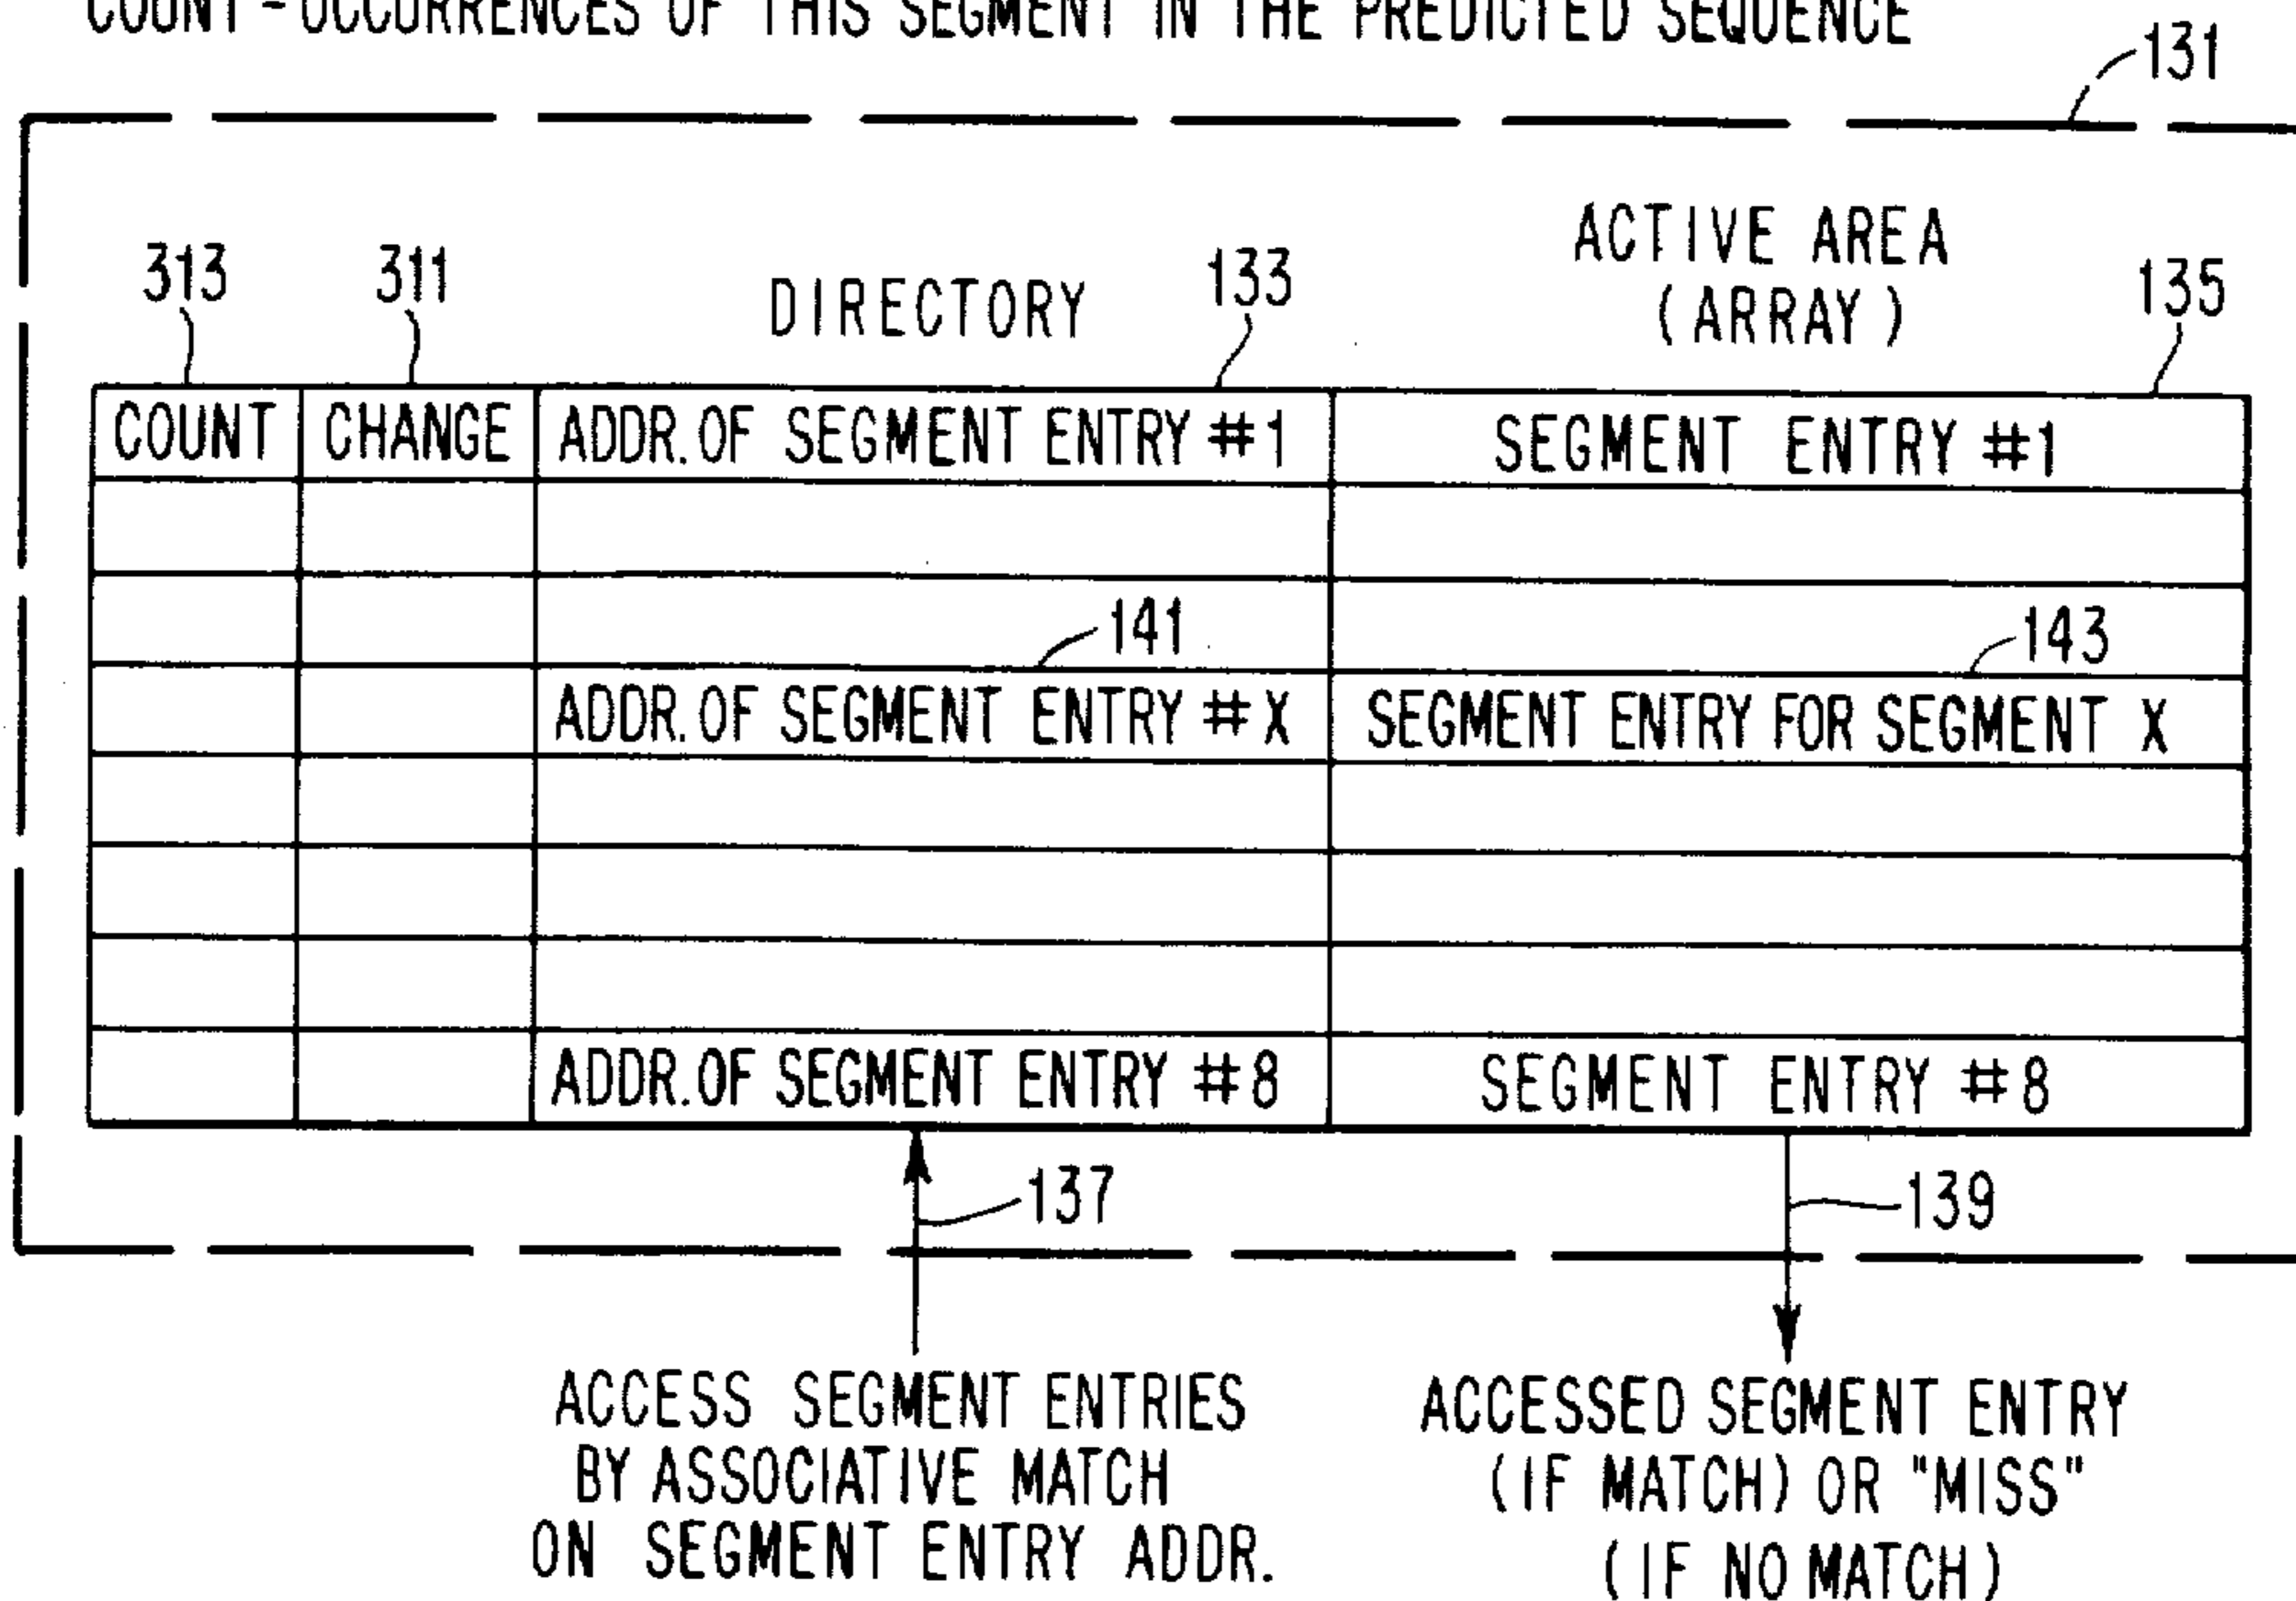 COUNT - OCCURRENCES OF THIS SEGMENT IN THE PREDICTED SEQUENCE
131
313
311
DIRECTORY
133
ACTIVE AREA
(ARRAY)
135
COUNT CHANGE ADDR. OF SEGMENT ENTRY #1 SEGMENT ENTRY #1
141
143
ADDR. OF SEGMENT ENTRY #X SEGMENT ENTRY FOR SEGMENT X
ADDR. OF SEGMENT ENTRY #8 SEGMENT ENTRY #8
137
139
ACCESS SEGMENT ENTRIES
BY ASSOCIATIVE MATCH
ON SEGMENT ENTRY ADDR.
ACCESSED SEGMENT ENTRY
(IF MATCH) OR "MISS"
(IF NO MATCH)